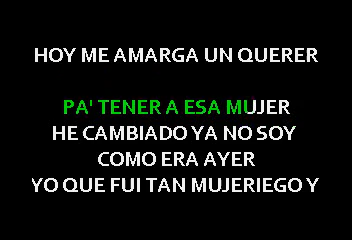 HOY ME AMARGA UN QUERER
PA' TENER A ESA MUJER
HE CAMBIADO YA NO SOY
COMO ERA AYER
YO QUE FUI TAN MUJERIEGO Y